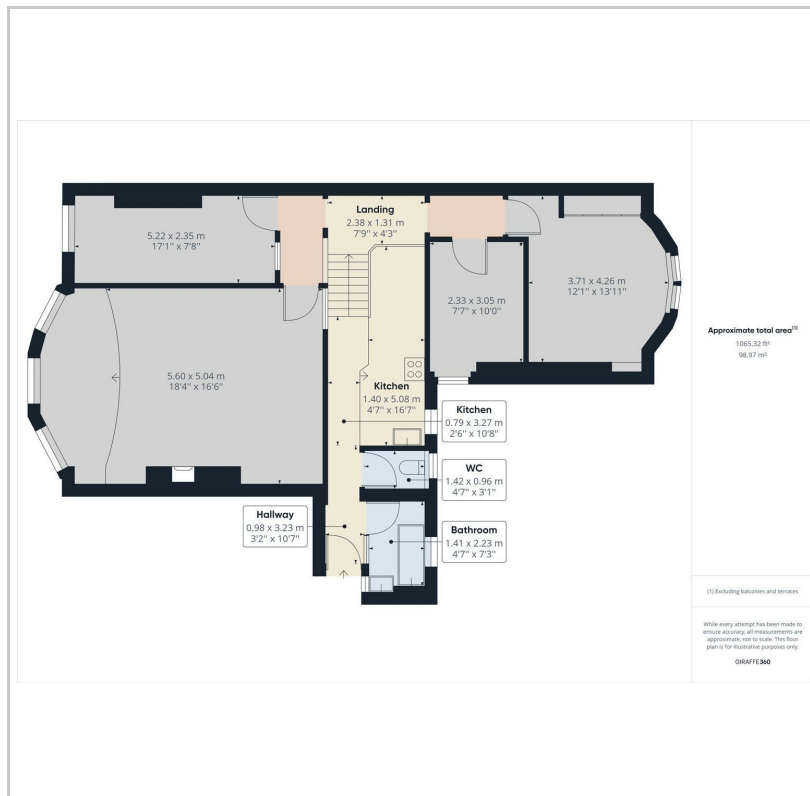 Landing
2.38 x 1.31 m
7'9" x 4'3"
5.22 x 2.35 m
17'1" x 7'8"
2.33 x 3.05 m
7'7" x 10'0"
3.71 x 4.26 m
12'1" x 13'11"
5.60 x 5.04 m
18'4" x 16'6"
Kitchen
1.40 x 5.08 m
4'7" x 16'7"
Kitchen
0.79 x 3.27 m
2'6" x 10'8"
WC
1.42 x 0.96 m
4'7" x 3'1"
Hallway
0.98 x 3.23 m
3'2" x 10'7"
Bathroom
1.41 x 2.23 m
4'7" x 7'3"
Approximate total area(1)
1065.32 ft²
98.97 m²
(1) Excluding balconies and terraces
While every attempt has been made to
ensure accuracy, all measurements are
approximate, not to scale. This floor
plan is for illustrative purposes only.
GIRAFFE360